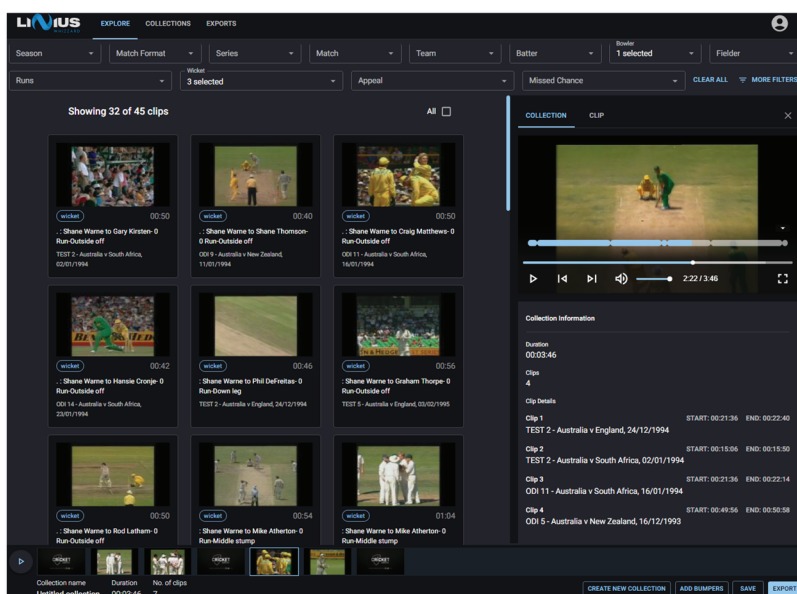 LINIUS
WHIZZARD
EXPLORE
COLLECTIONS
EXPORTS
Season
Match Format
Series
Match
Team
Batter
Bowler
1 selected
Fielder
Runs
Wicket
3 selected
Appeal
Missed Chance
CLEAR ALL
MORE FILTERS
Showing 32 of 45 clips
All
wicket 00:50
. : Shane Warne to Gary Kirsten- 0
Run-Outside off
TEST 2 - Australia v South Africa,
02/01/1994
wicket 00:40
. : Shane Warne to Shane Thomson-
0 Run-Outside off
ODI 9 - Australia v New Zealand,
11/01/1994
wicket 00:50
. : Shane Warne to Craig Matthews- 0
Run-Outside off
ODI 11 - Australia v South Africa,
16/01/1994
wicket 00:42
. : Shane Warne to Hansie Cronje- 0
Run-Outside off
ODI 14 - Australia v South Africa,
23/01/1994
wicket 00:46
. : Shane Warne to Phil DeFreitas- 0
Run-Down leg
TEST 2 - Australia v England, 24/12/1994
wicket 00:56
. : Shane Warne to Graham Thorpe- 0
Run-Outside off
TEST 5 - Australia v England, 03/02/1995
wicket 00:50
. : Shane Warne to Rod Latham- 0
Run-Outside off
wicket 00:54
. : Shane Warne to Mike Atherton- 0
Run-Middle stump
wicket 01:04
. : Shane Warne to Mike Atherton- 0
Run-Middle stump
COLLECTION
CLIP
2:22 / 3:46
Collection Information
Duration
00:03:46
Clips
4
Clip Details
Clip 1 START: 00:21:36 END: 00:22:40
TEST 2 - Australia v England, 24/12/1994
Clip 2 START: 00:15:06 END: 00:15:50
TEST 2 - Australia v South Africa, 02/01/1994
Clip 3 START: 00:21:36 END: 00:22:14
ODI 11 - Australia v South Africa, 16/01/1994
Clip 4 START: 00:49:56 END: 00:50:58
ODI 5 - Australia v New Zealand, 16/12/1993
CRICKET
CRICKET
CRICKET
Collection name
Untitled collection
Duration
00:03:46
No. of clips
7
CREATE NEW COLLECTION
ADD BUMPERS
SAVE
EXPORT